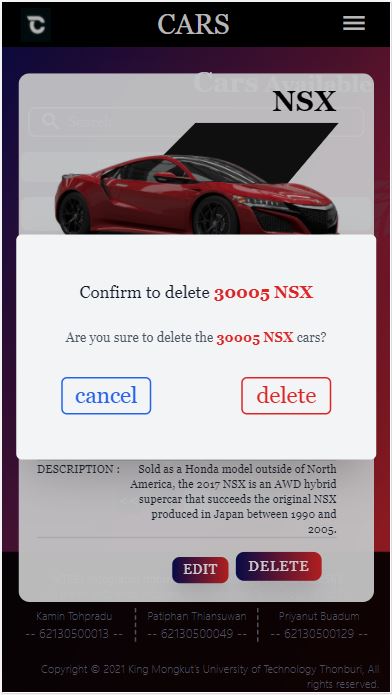 CARS
Cars Available
NSX
Search
Confirm to delete 30005 NSX
Are you sure to delete the 30005 NSX cars?
cancel
delete
DESCRIPTION :
Sold as a Honda model outside of North
America, the 2017 NSX is an AWD hybrid
supercar that succeeds the original NSX
produced in Japan between 1990 and
2005.
EDIT
DELETE
Kamin Tohpradu
-- 62130500013 --
Patiphan Thiansuwan
-- 62130500049 --
Priyanut Buadum
-- 62130500129 --
Copyright © 2021 King Mongkut's University of Technology Thonburi, All
rights reserved.